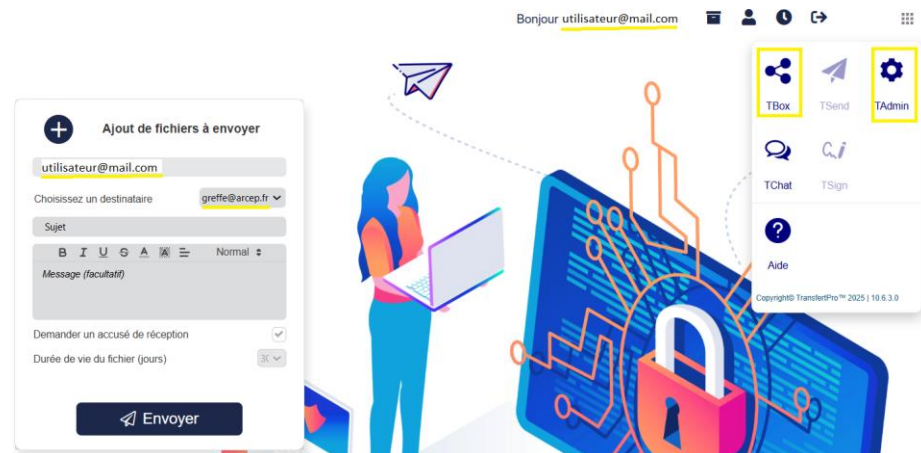 Bonjour utilisateur@mail.com
TBox TSend TAdmin
TChat TSign
Aide
Copyright© TransfertPro™ 2025 | 10.6.3.0
Ajout de fichiers à envoyer
utilisateur@mail.com
Choisissez un destinataire greffe@arcep.fr
Sujet
B I U S A A Normal
Message (facultatif)
Demander un accusé de réception
Durée de vie du fichier (jours)
Envoyer